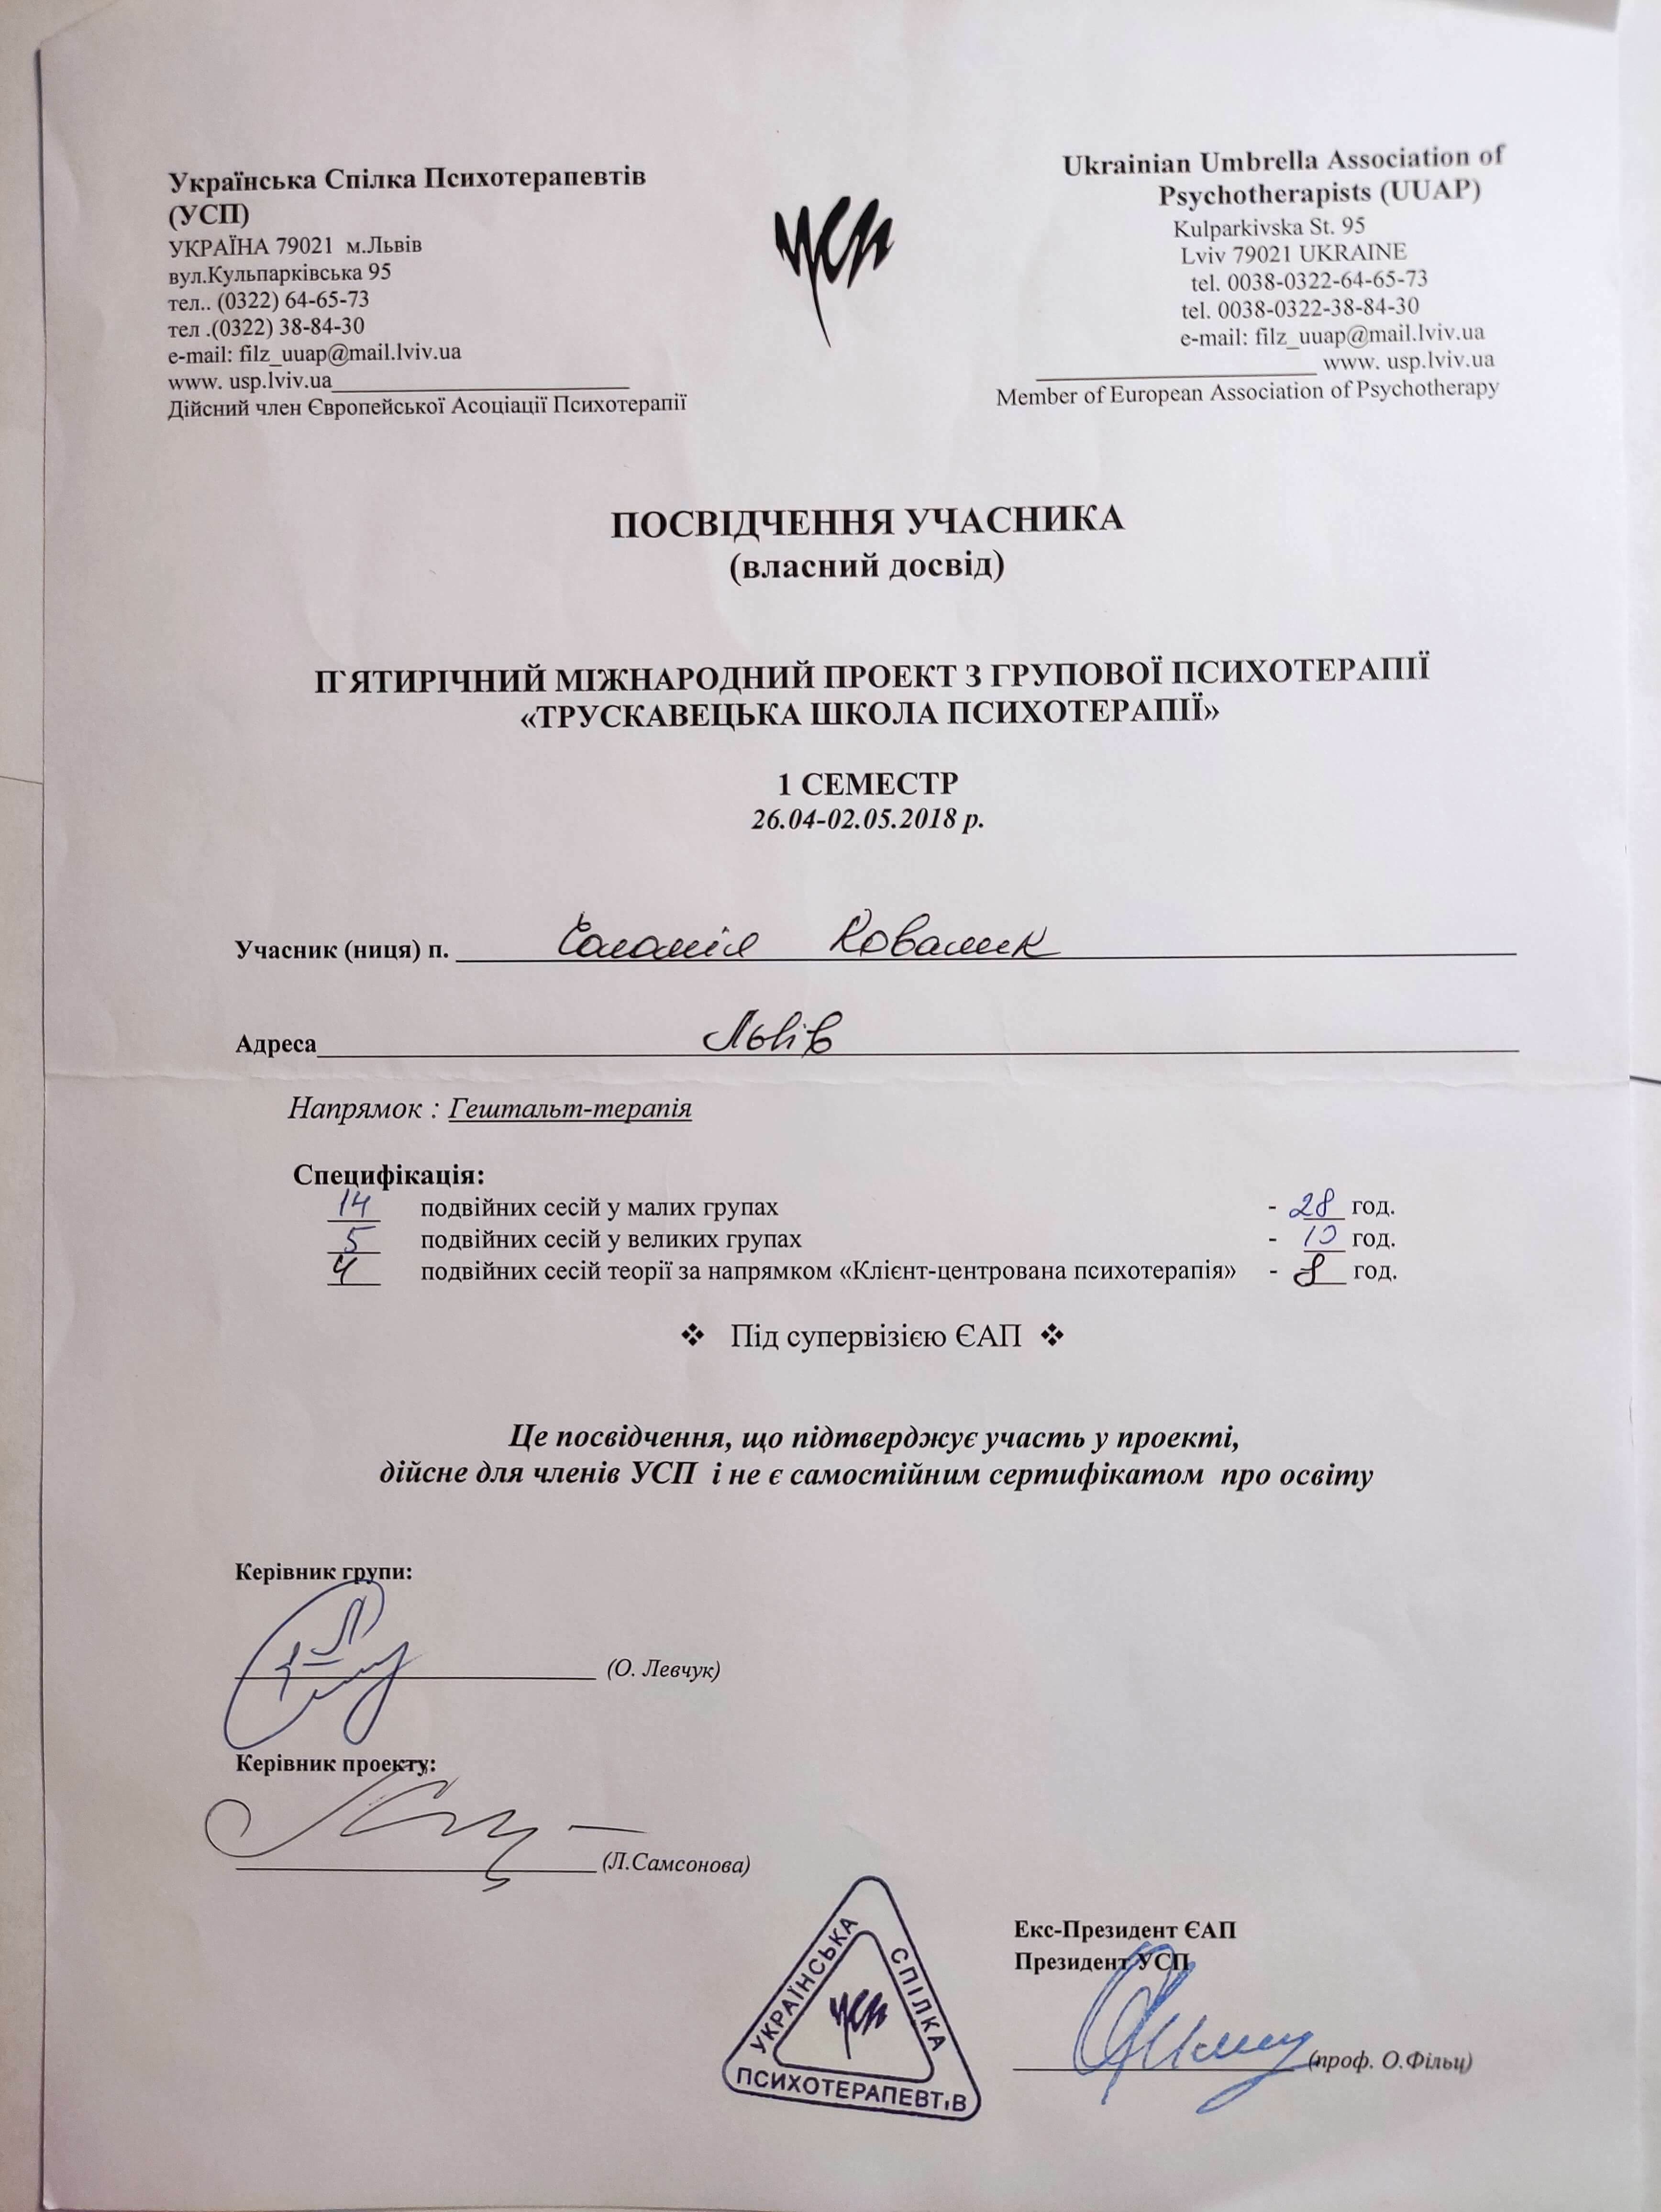 Українська Спілка Психотерапевтів
(УСП)
УКРАЇНА 79021 м.Львів
вул.Кульпарківська 95
тел.. (0322) 64-65-73
тел .(0322) 38-84-30
e-mail: filz_uuap@mail.lviv.ua
www. usp.lviv.ua
Дійсний член Європейської Асоціації Психотерапії
усп
Ukrainian Umbrella Association of
Psychotherapists (UUAP)
Kulparkivska St. 95
Lviv 79021 UKRAINE
tel. 0038-0322-64-65-73
tel. 0038-0322-38-84-30
e-mail: filz_uuap@mail.lviv.ua
www. usp.lviv.ua
Member of European Association of Psychotherapy
ПОСВІДЧЕННЯ УЧАСНИКА
(власний досвід)
П`ЯТИРІЧНИЙ МІЖНАРОДНИЙ ПРОЕКТ З ГРУПОВОЇ ПСИХОТЕРАПІЇ
«ТРУСКАВЕЦЬКА ШКОЛА ПСИХОТЕРАПІЇ»
1 СЕМЕСТР
26.04-02.05.2018 р.
Учасник (ниця) п. Соломія Ковалик
Адреса Львів
Напрямок : Гештальт-терапія
Специфікація:
14 подвійних сесій у малих групах - 28 год.
5 подвійних сесій у великих групах - 10 год.
4 подвійних сесій теорії за напрямком «Клієнт-центрована психотерапія» - 8 год.
❖ Під супервізією ЄАП ❖
Це посвідчення, що підтверджує участь у проекті,
дійсне для членів УСП і не є самостійним сертифікатом про освіту
Керівник групи:
(О. Левчук)
Керівник проекту:
(Л.Самсонова)
УКРАЇНСЬКА СПІЛКА ПСИХОТЕРАПЕВТІВ
усп
Екс-Президент ЄАП
Президент УСП
(проф. О.Фільц)